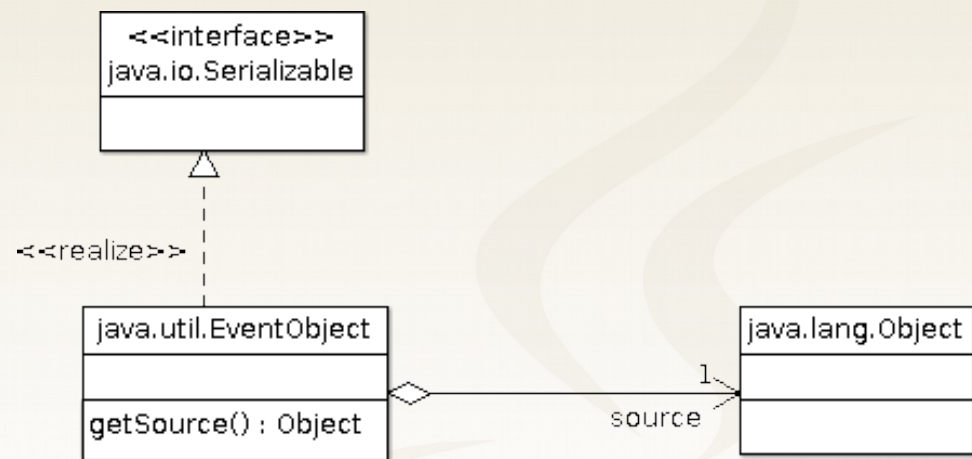 <<interface>>
java.io.Serializable
<<realize>>
java.util.EventObject
getSource() : Object
1
source
java.lang.Object